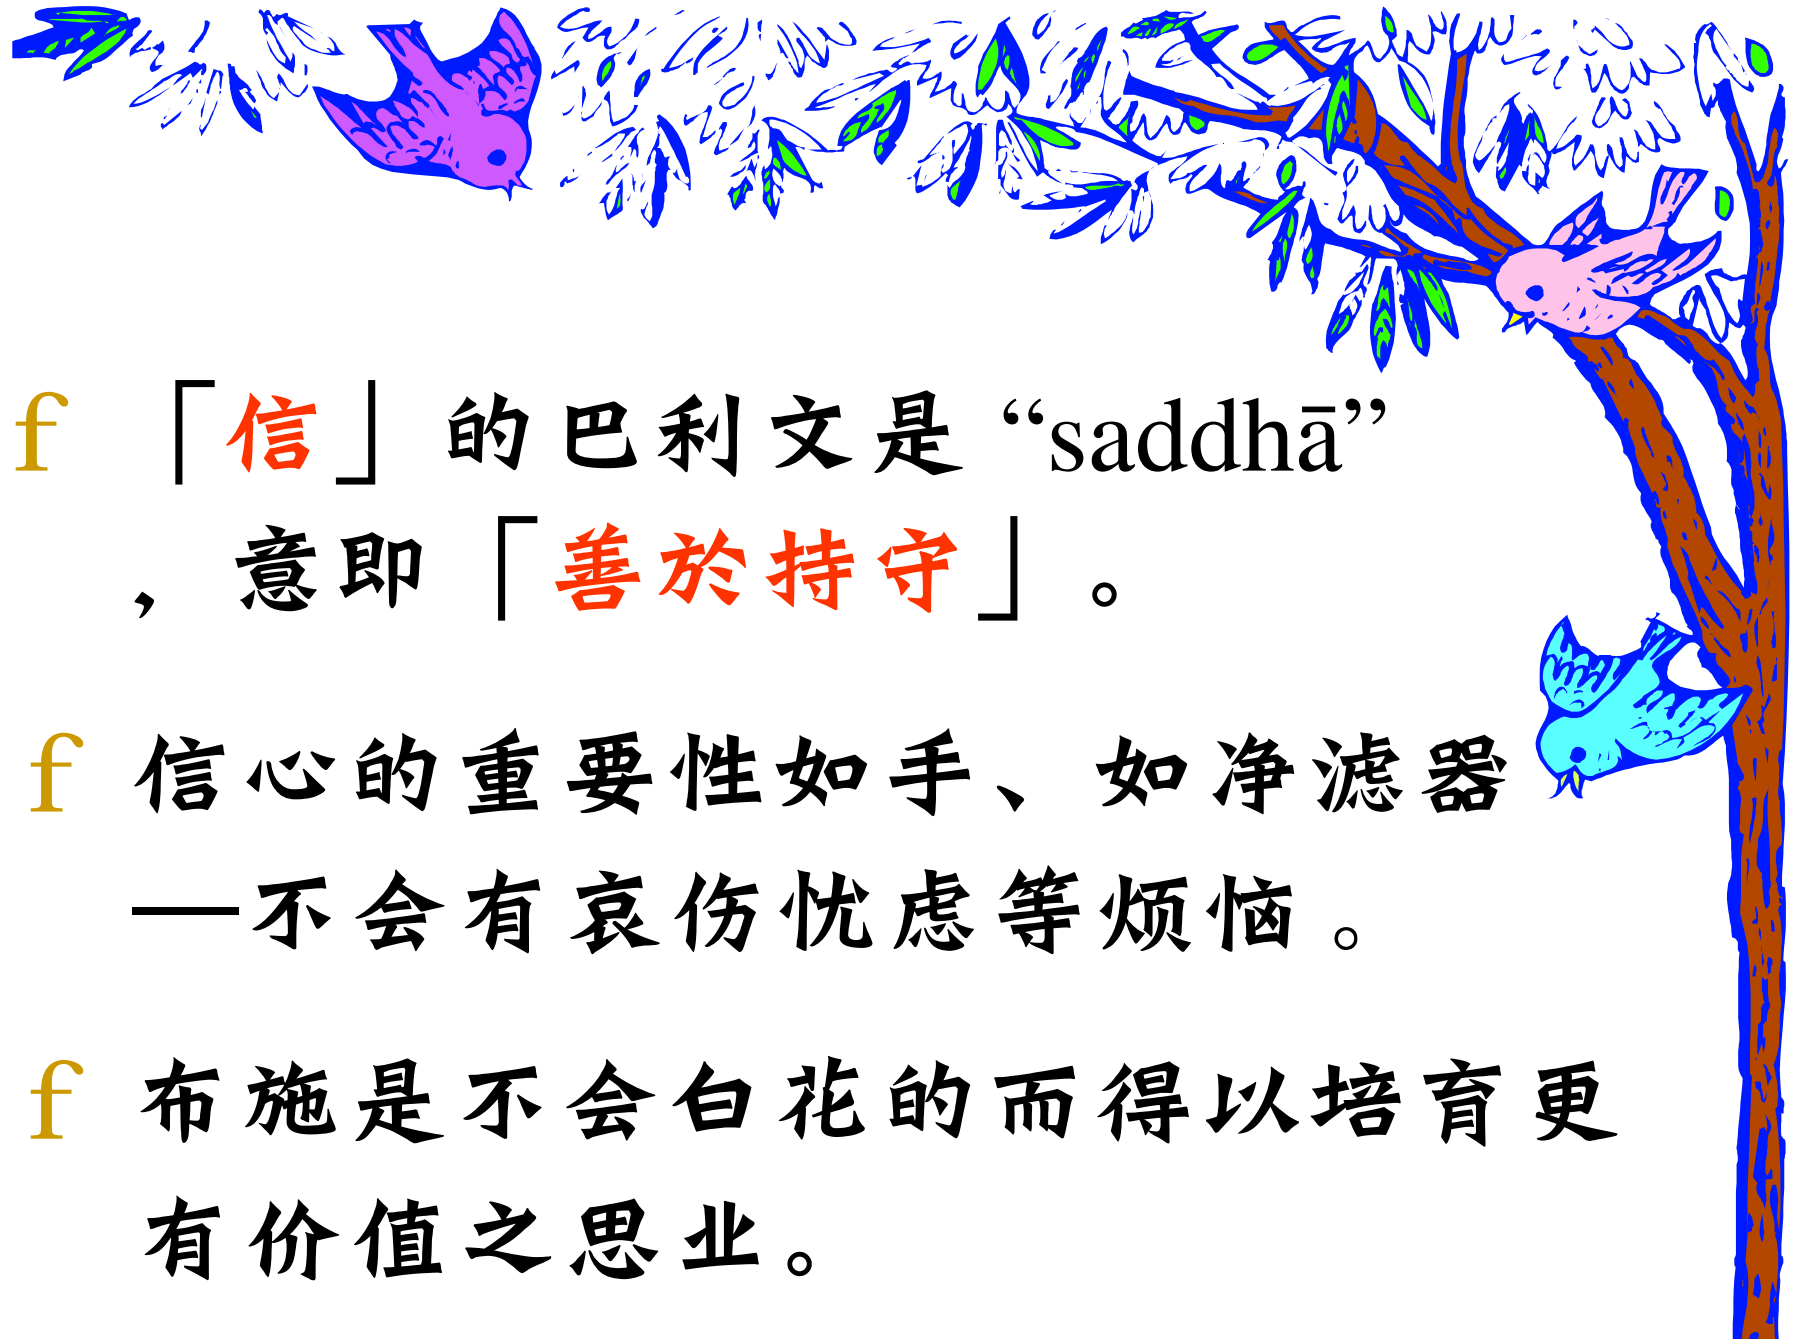 f 「信」的巴利文是 “saddhā”
，意即「善於持守」。
f 信心的重要性如手、如净滤器
—不会有哀伤忧虑等烦恼。
f 布施是不会白花的而得以培育更
有价值之思业。